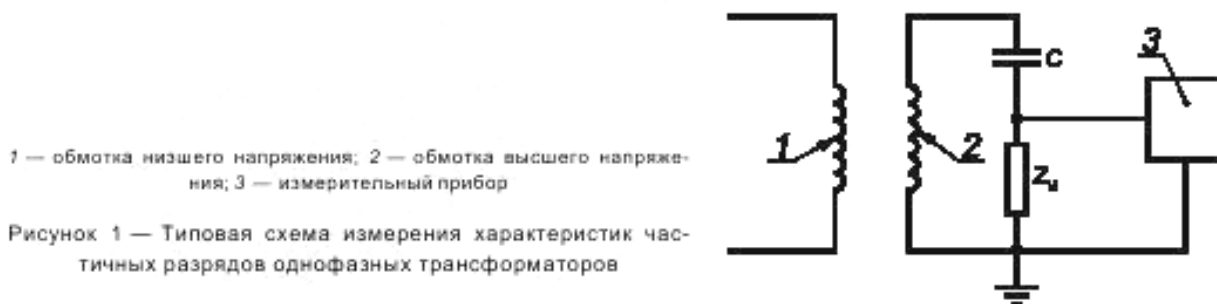 1 — обмотка низшего напряжения; 2 — обмотка высшего напряже-
ния; 3 — измерительный прибор
Рисунок 1 — Типовая схема измерения характеристик час-
тичных разрядов однофазных трансформаторов
1
2
C
Zи
3